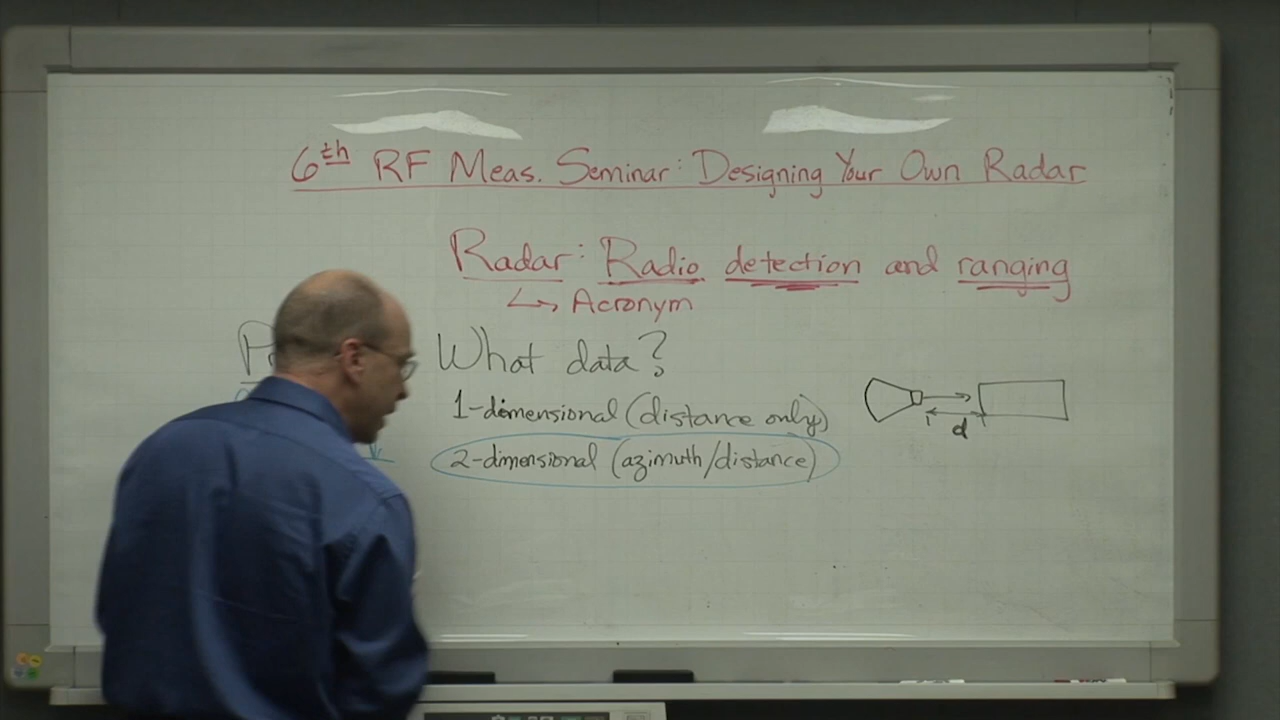 6th RF Meas. Seminar: Designing Your Own Radar
Radar: Radio detection and ranging
↳ Acronym
What data?
1-dimensional (distance only)
d
2-dimensional (azimuth/distance)